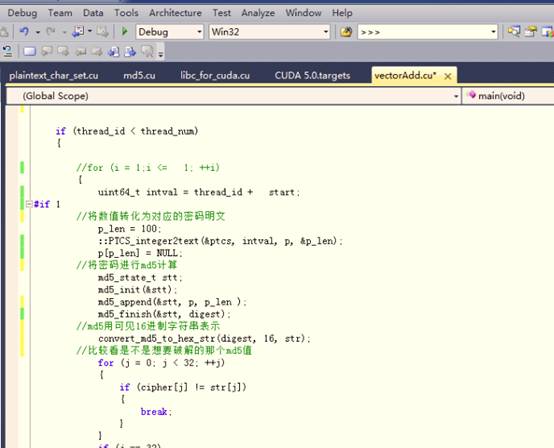 Debug Team Data Tools Architecture Test Analyze Window Help
Debug Win32 >>>
plaintext_char_set.cu md5.cu libc_for_cuda.cu CUDA 5.0.targets vectorAdd.cu*
(Global Scope) main(void)
if (thread_id < thread_num)
{
//for (i = 1;i <= 1; ++i)
{
uint64_t intval = thread_id + start;
#if 1
//将数值转化为对应的密码明文
p_len = 100;
::PTCS_integer2text(&ptcs, intval, p, &p_len);
p[p_len] = NULL;
//将密码进行md5计算
md5_state_t stt;
md5_init(&stt);
md5_append(&stt, p, p_len );
md5_finish(&stt, digest);
//md5用可见16进制字符串表示
convert_md5_to_hex_str(digest, 16, str);
//比较看是不是想要破解的那个md5值
for (j = 0; j < 32; ++j)
{
if (cipher[j] != str[j])
{
break;
}
}
if (j == 32)